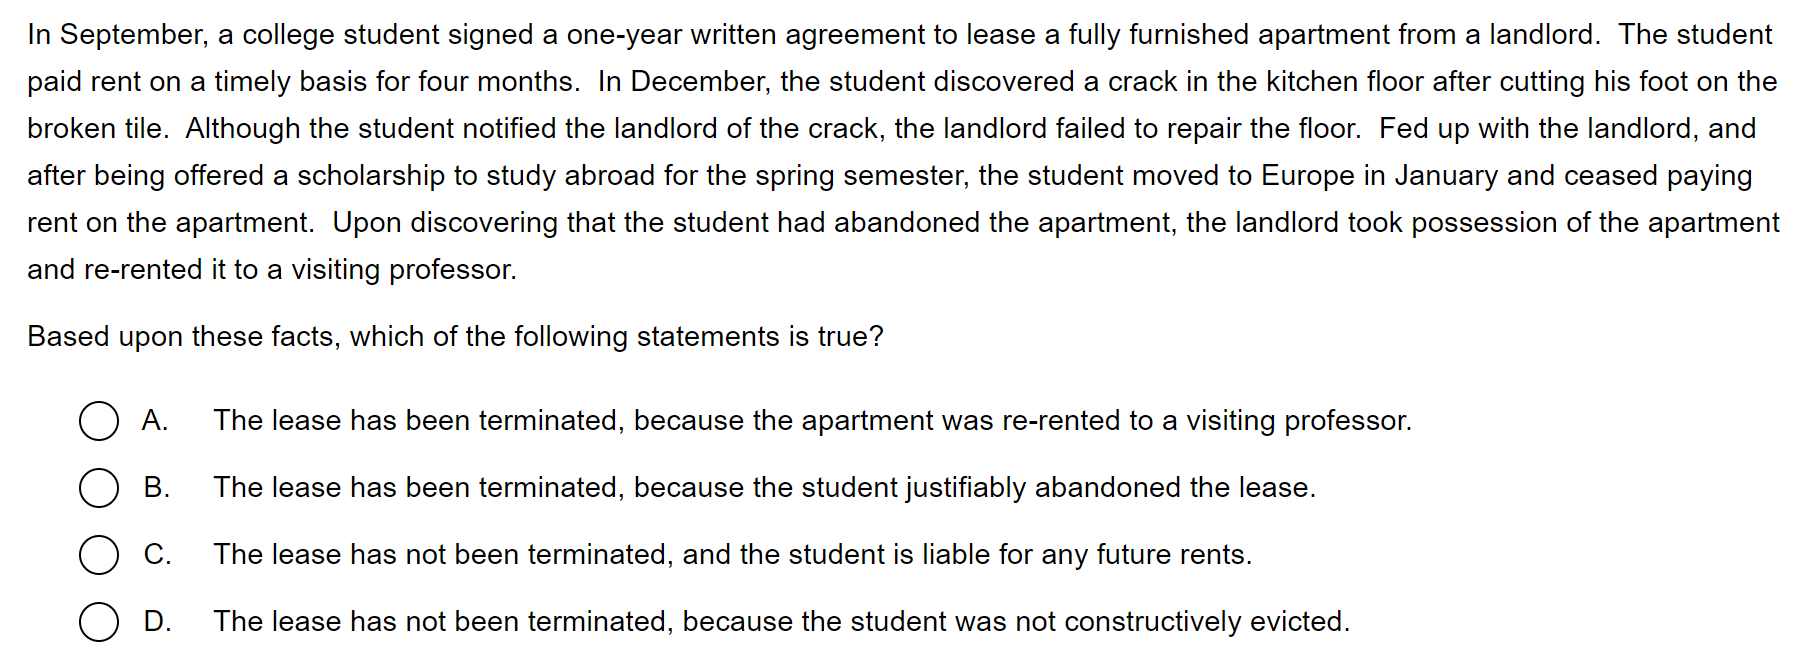 In September, a college student signed a one-year written agreement to lease a fully furnished apartment from a landlord.  The student
paid rent on a timely basis for four months.  In December, the student discovered a crack in the kitchen floor after cutting his foot on the
broken tile.  Although the student notified the landlord of the crack, the landlord failed to repair the floor.  Fed up with the landlord, and
after being offered a scholarship to study abroad for the spring semester, the student moved to Europe in January and ceased paying
rent on the apartment.  Upon discovering that the student had abandoned the apartment, the landlord took possession of the apartment
and re-rented it to a visiting professor.
Based upon these facts, which of the following statements is true?
A. The lease has been terminated, because the apartment was re-rented to a visiting professor.
B. The lease has been terminated, because the student justifiably abandoned the lease.
C. The lease has not been terminated, and the student is liable for any future rents.
D. The lease has not been terminated, because the student was not constructively evicted.